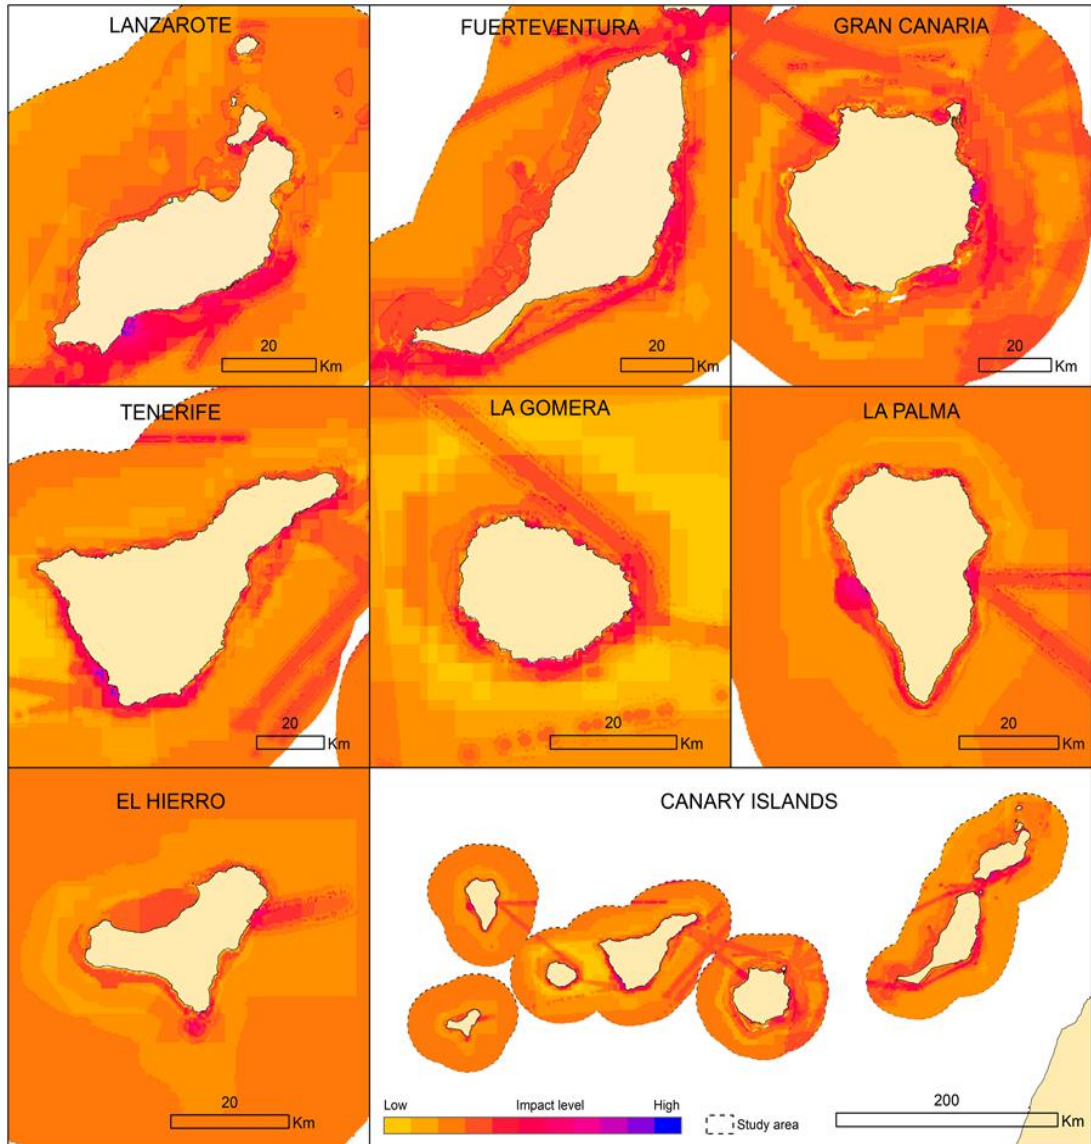 LANZAROTE
20
Km
FUERTEVENTURA
20
Km
GRAN CANARIA
20
Km
TENERIFE
20
Km
LA GOMERA
20
Km
LA PALMA
20
Km
EL HIERRO
20
Km
CANARY ISLANDS
Low Impact level High
Study area
200
Km